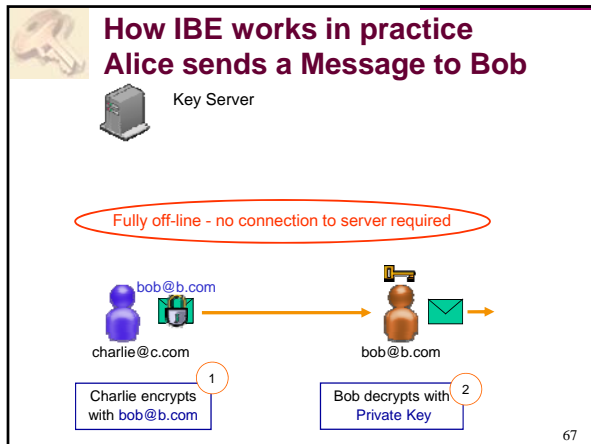 How IBE works in practice
Alice sends a Message to Bob
Key Server
Fully off-line - no connection to server required
bob@b.com
charlie@c.com
bob@b.com
1
Charlie encrypts
with bob@b.com
2
Bob decrypts with
Private Key
67